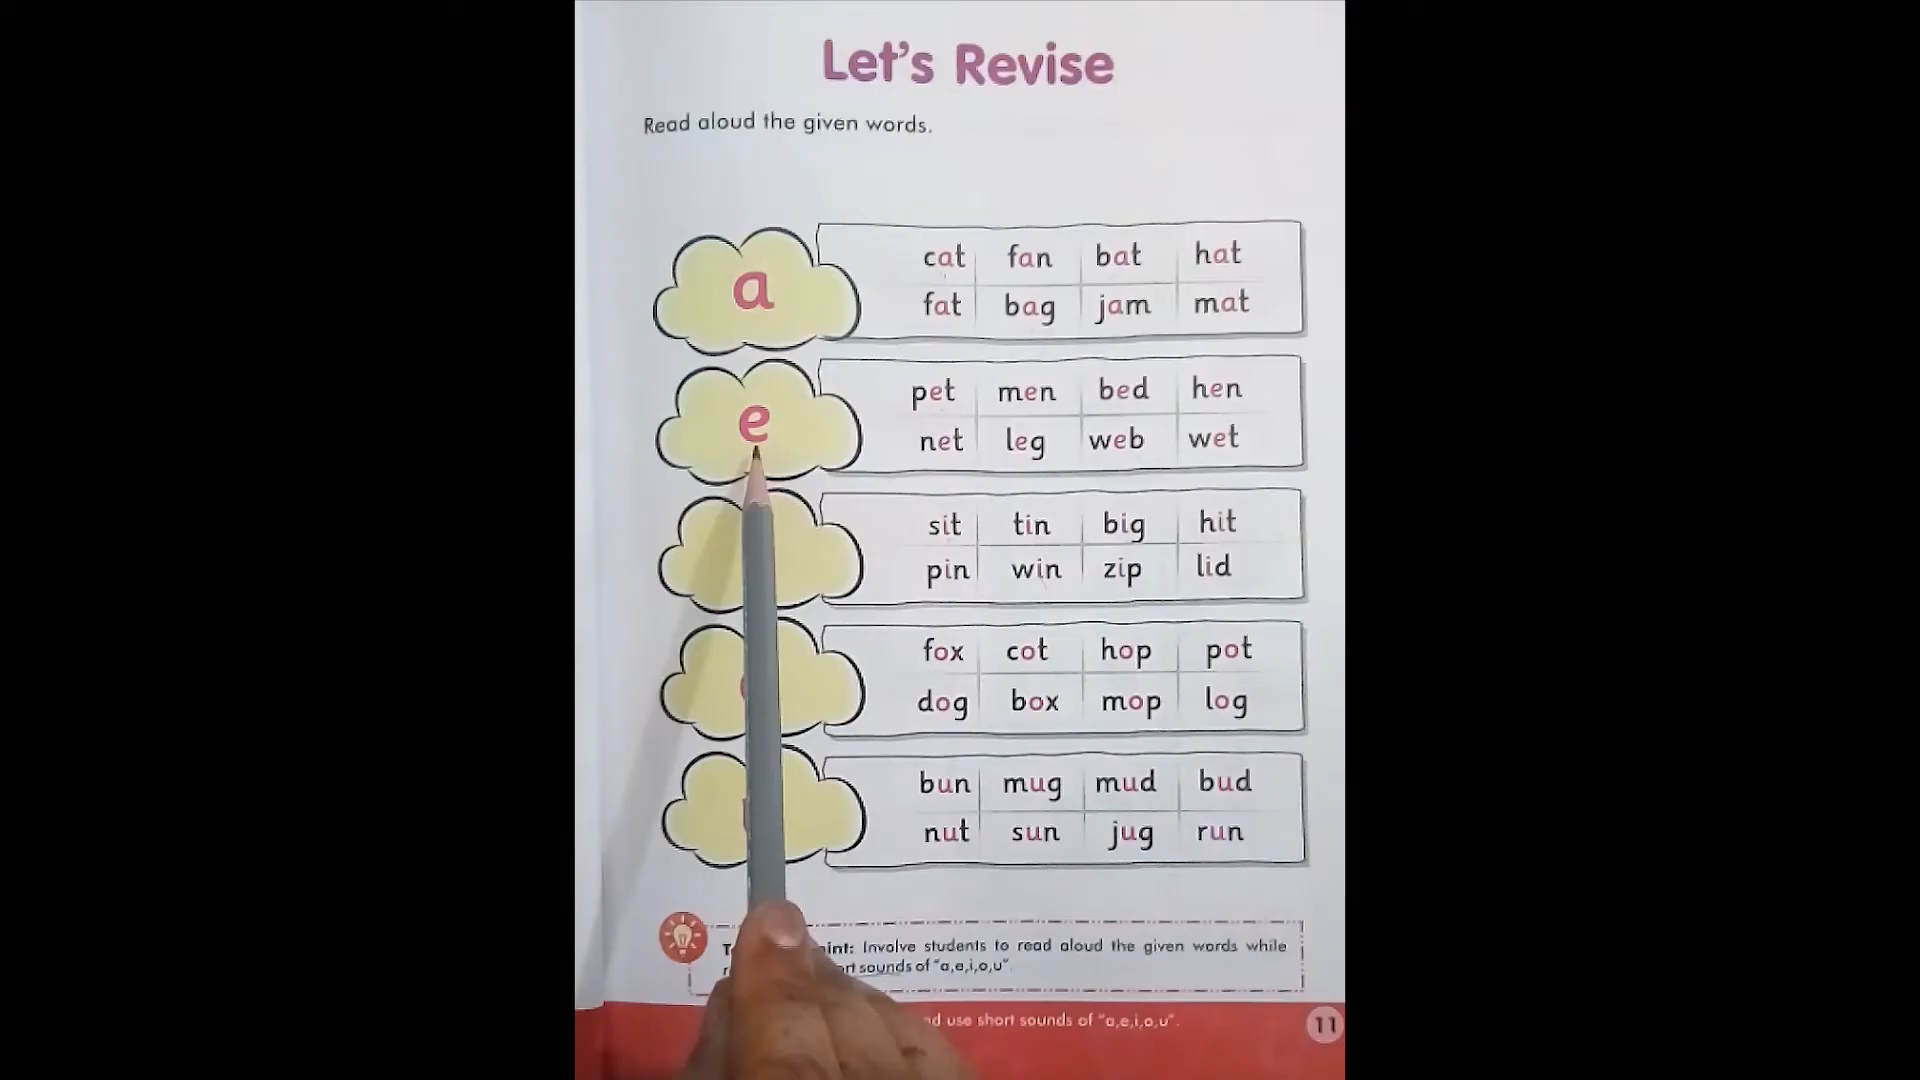 Let's Revise
Read aloud the given words.
a
cat fan bat hat
fat bag jam mat
e
pet men bed hen
net leg web wet
sit tin big hit
pin win zip lid
fox cot hop pot
dog box mop log
bun mug mud bud
nut sun jug run
Involve students to read aloud the given words while
sounds of "a,e,i,o,u".
use short sounds of "a,e,i,o,u".
11